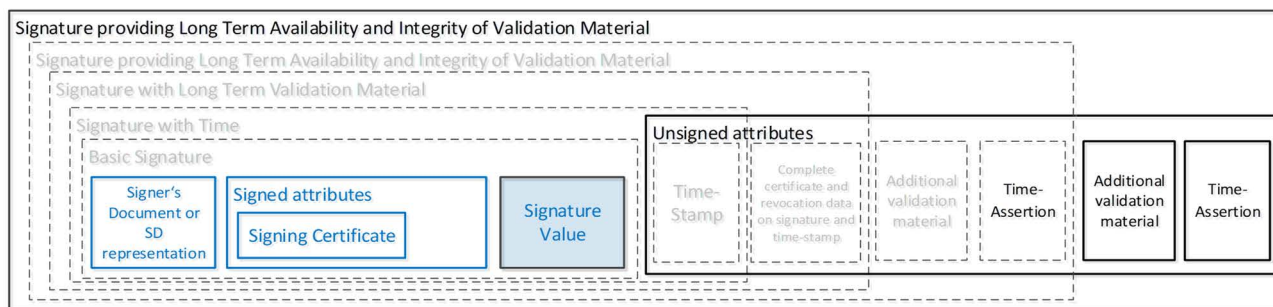 Signature providing Long Term Availability and Integrity of Validation Material
Signature providing Long Term Availability and Integrity of Validation Material
Signature with Long Term Validation Material
Signature with Time
Basic Signature
Signer's
Document or
SD
representation
Signed attributes
Signing Certificate
Signature
Value
Unsigned attributes
Time-
Stamp
Complete
certificate and
revocation data
on signature and
time-stamp
Additional
validation
material
Time-
Assertion
Additional
validation
material
Time-
Assertion